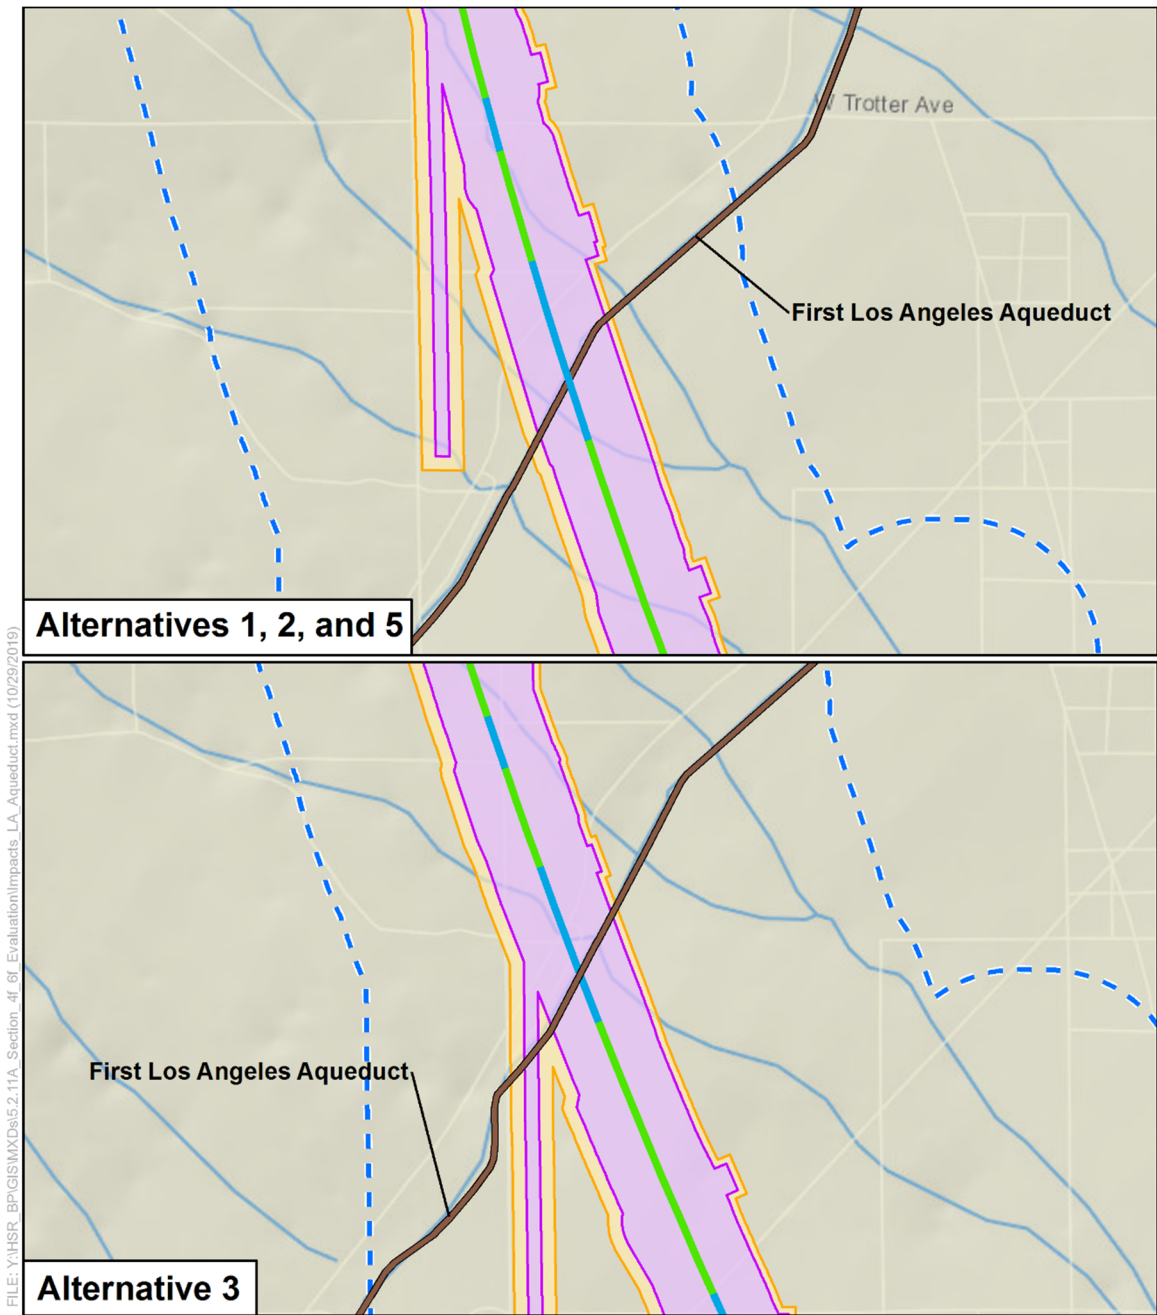 W Trotter Ave
First Los Angeles Aqueduct
Alternatives 1, 2, and 5
First Los Angeles Aqueduct
Alternative 3
FILE: Y:\HSR_BP\GIS\MXDs\5.2.11A_Section_4f_6f_Evaluation\Impacts_LA_Aqueduct.mxd (10/29/2019)